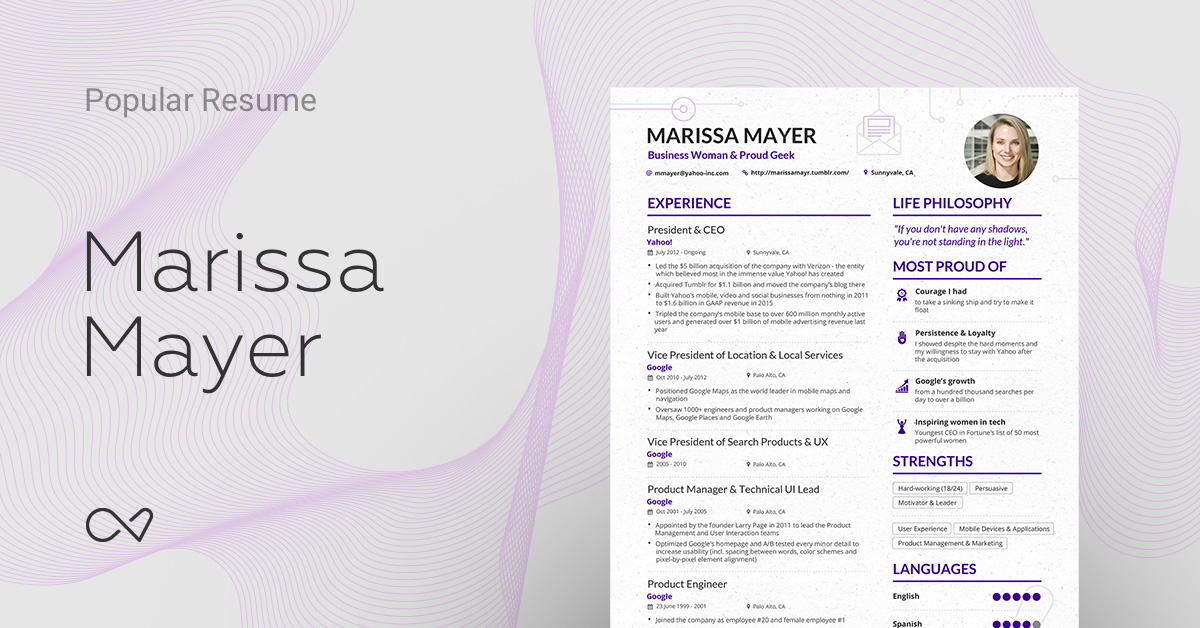 Popular Resume
Marissa
Mayer
MARISSA MAYER
Business Woman & Proud Geek
mmayer@yahoo-inc.com
http://marissamayr.tumblr.com/
Sunnyvale, CA
EXPERIENCE
President & CEO
Yahoo!
July 2012 - Ongoing
Sunnyvale, CA
• Led the $5 billion acquisition of the company with Verizon - the entity
which believed most in the immense value Yahoo! has created
• Acquired Tumblr for $1.1 billion and moved the company's blog there
• Built Yahoo's mobile, video and social businesses from nothing in 2011
to $1.6 billion in GAAP revenue in 2015
• Tripled the company's mobile base to over 600 million monthly active
users and generated over $1 billion of mobile advertising revenue last
year
Vice President of Location & Local Services
Google
Oct 2010 - July 2012
Palo Alto, CA
• Positioned Google Maps as the world leader in mobile maps and
navigation
• Oversaw 1000+ engineers and product managers working on Google
Maps, Google Places and Google Earth
Vice President of Search Products & UX
Google
2005 - 2010
Palo Alto, CA
Product Manager & Technical UI Lead
Google
Oct 2001 - July 2005
Palo Alto, CA
• Appointed by the founder Larry Page in 2011 to lead the Product
Management and User Interaction teams
• Optimized Google's homepage and A/B tested every minor detail to
increase usability (incl. spacing between words, color schemes and
pixel-by-pixel element alignment)
Product Engineer
Google
23 June 1999 - 2001
Palo Alto, CA
• Joined the company as employee #20 and female employee #1
LIFE PHILOSOPHY
"If you don't have any shadows,
you're not standing in the light."
MOST PROUD OF
Courage I had
to take a sinking ship and try to make it
float
Persistence & Loyalty
I showed despite the hard moments and
my willingness to stay with Yahoo after
the acquisition
Google's growth
from a hundred thousand searches per
day to over a billion
Inspiring women in tech
Youngest CEO in Fortune's list of 50 most
powerful women
STRENGTHS
Hard-working (18/24)
Persuasive
Motivator & Leader
User Experience
Mobile Devices & Applications
Product Management & Marketing
LANGUAGES
English
Spanish